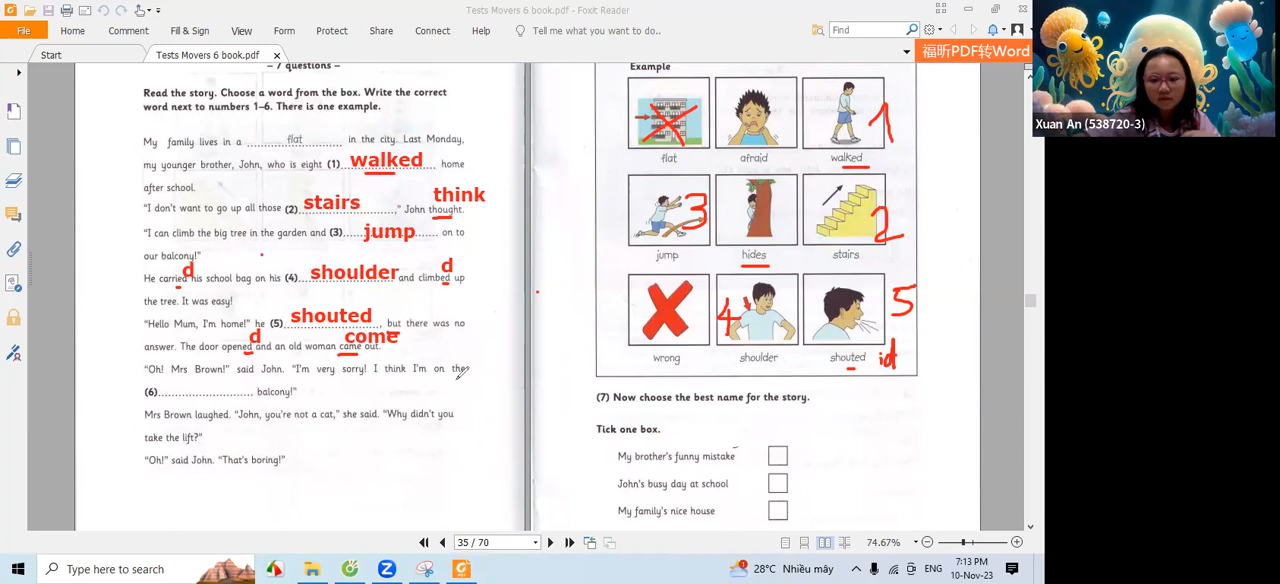 Tests Movers 6 book.pdf - Foxit Reader
File Home Comment Fill & Sign View Form Protect Share Connect Help Tell me what you want to do.. Find
Start Tests Movers 6 book.pdf
福昕PDF转Word
– 7 questions –
Read the story. Choose a word from the box. Write the correct
word next to numbers 1–6. There is one example.
My family lives in a flat in the city. Last Monday,
my younger brother, John, who is eight (1) walked home
after school.
think
"I don't want to go up all those (2) stairs ," John thought.
"I can climb the big tree in the garden and (3) jump on to
our balcony!"
d d
He carried his school bag on his (4) shoulder and climbed up
the tree. It was easy!
"Hello Mum, I'm home!" he (5) shouted , but there was no
d come
answer. The door opened and an old woman came out.
"Oh! Mrs Brown!" said John. "I'm very sorry! I think I'm on the
(6) balcony!"
Mrs Brown laughed. "John, you're not a cat," she said. "Why didn't you
take the lift?"
"Oh!" said John. "That's boring!"
Example
1
flat afraid walked
3 2
jump hides stairs
4 5
wrong shoulder shouted id
(7) Now choose the best name for the story.
Tick one box.
My brother's funny mistake
John's busy day at school
My family's nice house
Xuan An (538720-3)
35 / 70
74.67%
Type here to search
28°C Nhiều mây
ENG
7:13 PM
10-Nov-23